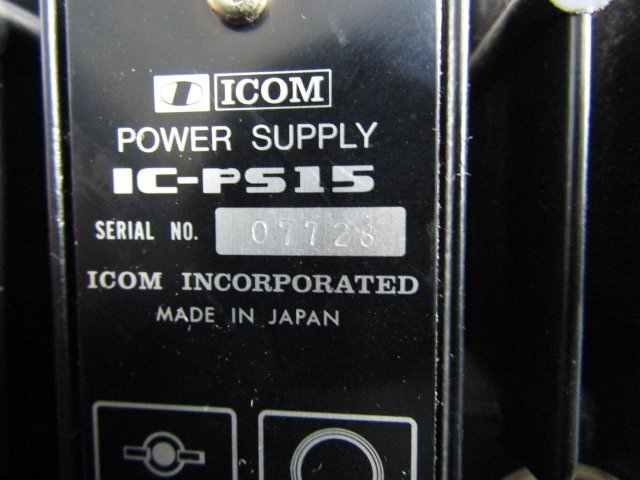 ICOM
POWER SUPPLY
IC-PS15
SERIAL NO. 07728
ICOM INCORPORATED
MADE IN JAPAN